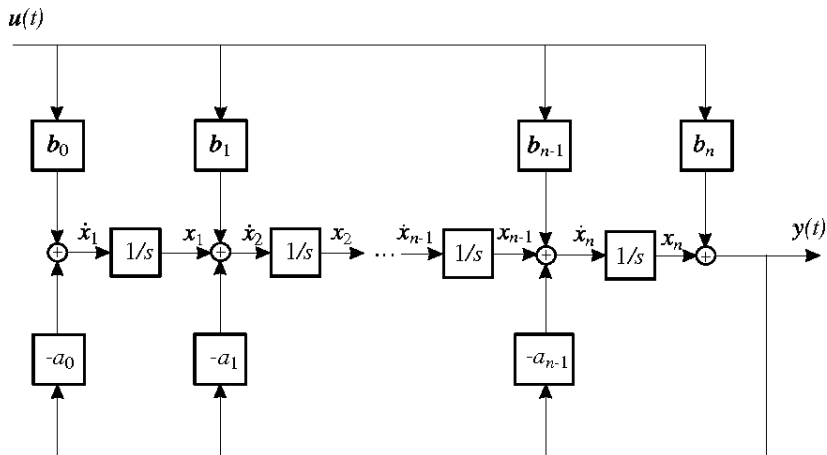 u(t)
b₀ b₁ bₙ₋₁ bₙ
ẋ₁ 1/s x₁ ẋ₂ 1/s x₂ ... ẋₙ₋₁ 1/s xₙ₋₁ ẋₙ 1/s xₙ y(t)
+ + + +
-a₀ -a₁ -aₙ₋₁